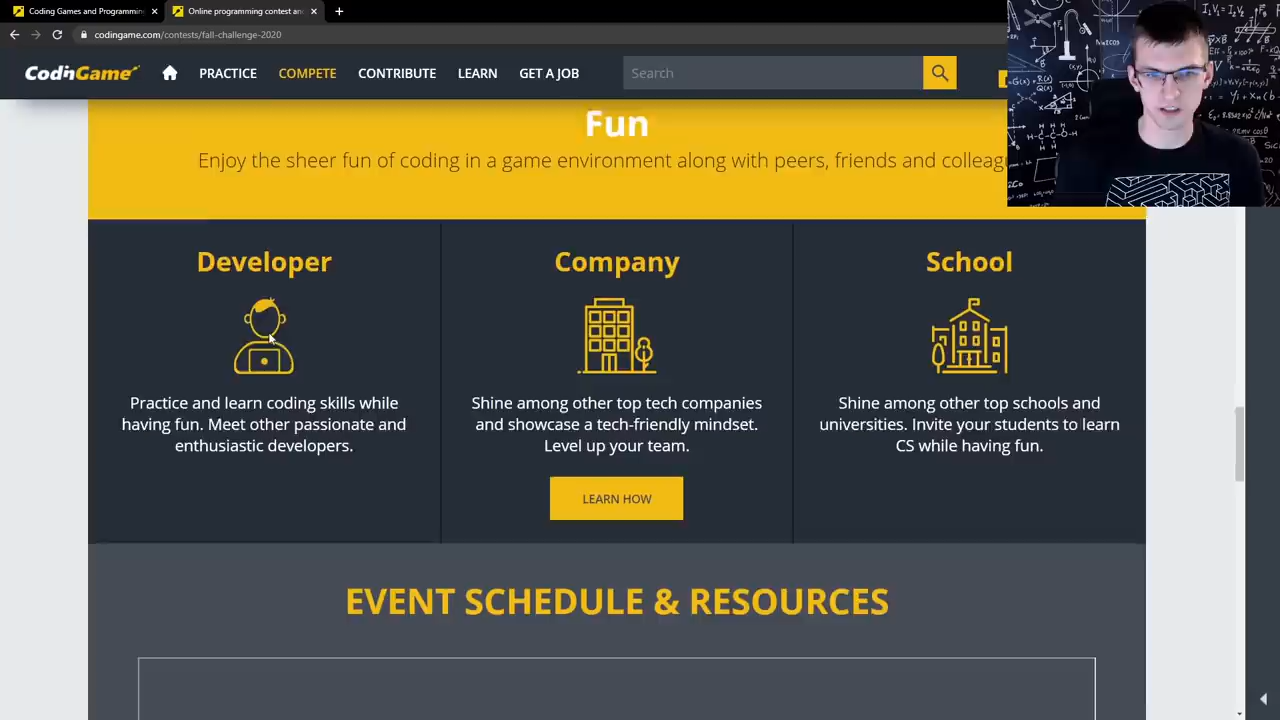 Coding Games and Programming
Online programming contest an
codingame.com/contests/fall-challenge-2020
CodinGame
PRACTICE
COMPETE
CONTRIBUTE
LEARN
GET A JOB
Search
Fun
Enjoy the sheer fun of coding in a game environment along with peers, friends and colleag
Developer
Company
School
Practice and learn coding skills while
having fun. Meet other passionate and
enthusiastic developers.
Shine among other top tech companies
and showcase a tech-friendly mindset.
Level up your team.
Shine among other top schools and
universities. Invite your students to learn
CS while having fun.
LEARN HOW
EVENT SCHEDULE & RESOURCES